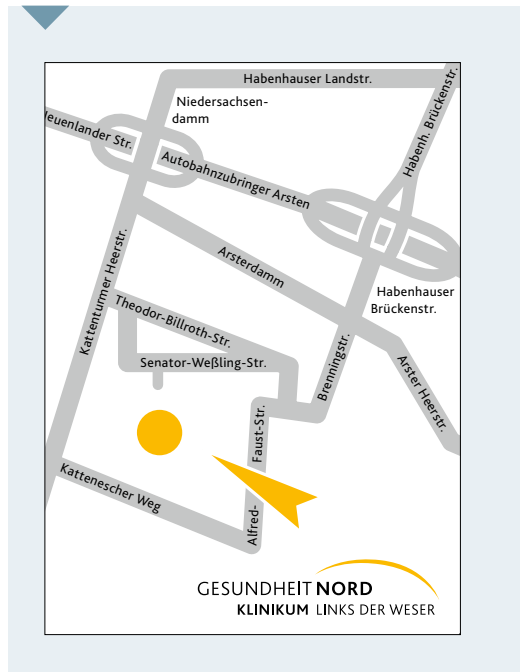 Habenhauser Landstr.
Niedersachsen-
damm
Habenh. Brückenstr.
Neuenlander Str.
Autobahnzubringer Arsten
Arsterdamm
Kattenturmer Heerstr.
Habenhauser
Brückenstr.
Theodor-Billroth-Str.
Senator-Weßling-Str.
Brenningstr.
Arster Heerstr.
Alfred-Faust-Str.
Kattenescher Weg
GESUNDHEIT NORD
KLINIKUM LINKS DER WESER